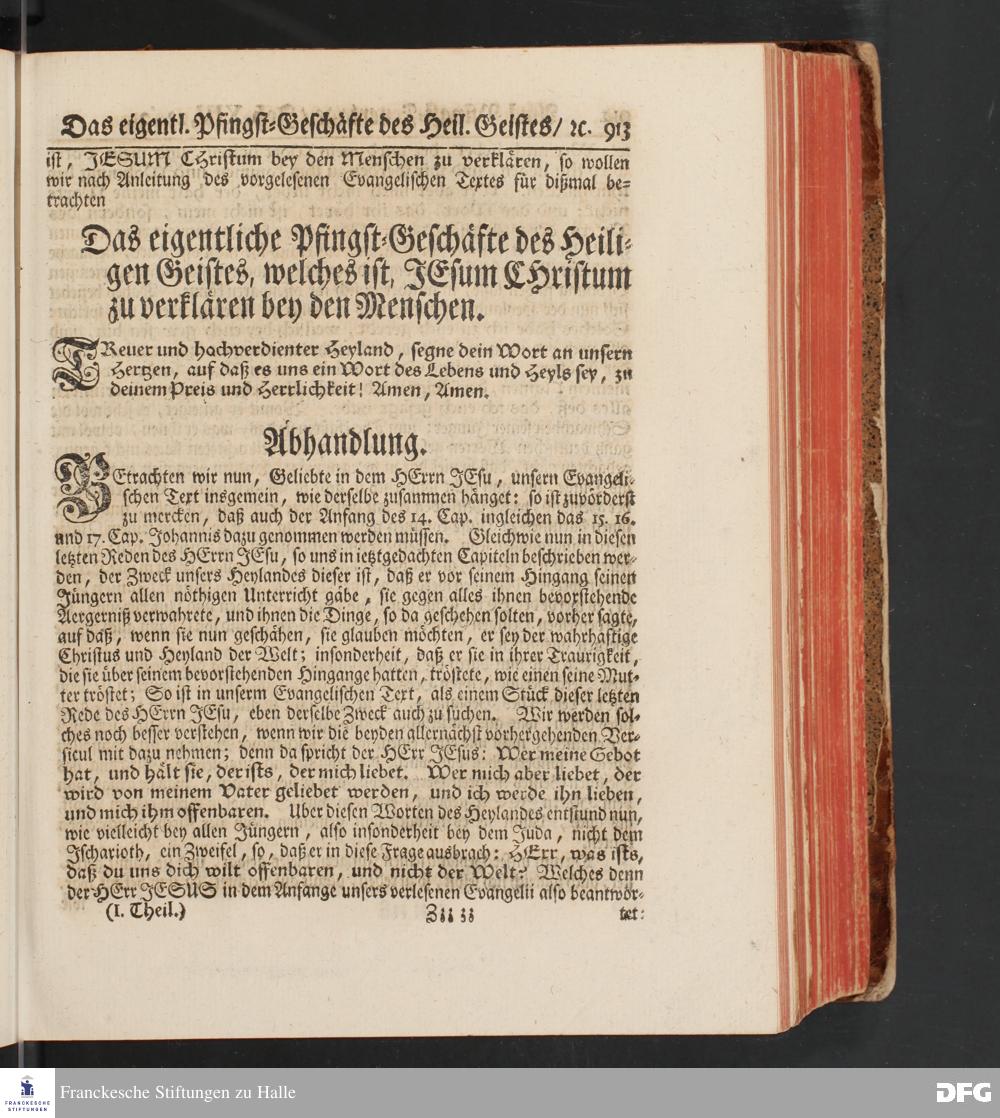 Das eigentl. Pfingst-Geschäfte des Heil. Geistes/ ꝛc. 913
ist, JESUM CHristum bey den Menschen zu verklären, so wollen
wir nach Anleitung des vorgelesenen Evangelischen Textes für dißmal be-
trachten
Das eigentliche Pfingst-Geschäfte des Heili-
gen Geistes, welches ist, JEsum CHristum
zu verklären bey den Menschen.
TReuer und hochverdienter Heyland, segne dein Wort an unsern
Hertzen, auf daß es uns ein Wort des Lebens und Heyls sey, zu
deinem Preis und Herrlichkeit! Amen, Amen.
Abhandlung.
BEtrachten wir nun, Geliebte in dem HErrn JEsu, unsern Evangeli-
schen Text insgemein, wie derselbe zusammen hänget: so ist zuvörderst
zu mercken, daß auch der Anfang des 14. Cap. ingleichen das 15. 16.
und 17. Cap. Johannis dazu genommen werden müssen. Gleichwie nun in diesen
letzten Reden des HErrn JEsu, so uns in ietztgedachten Capiteln beschrieben wer-
den, der Zweck unsers Heylandes dieser ist, daß er vor seinem Hingang seinen
Jüngern allen nöthigen Unterricht gäbe, sie gegen alles ihnen bevorstehende
Aergerniß verwahrete, und ihnen die Dinge, so da geschehen solten, vorher sagte,
auf daß, wenn sie nun geschähen, sie glauben möchten, er sey der wahrhaftige
Christus und Heyland der Welt; insonderheit, daß er sie in ihrer Traurigkeit,
die sie über seinem bevorstehenden Hingange hatten, tröstete, wie einen seine Mut-
ter tröstet; So ist in unserm Evangelischen Text, als einem Stück dieser letzten
Rede des HErrn JEsu, eben derselbe Zweck auch zu suchen. Wir werden sol-
ches noch besser verstehen, wenn wir die beyden allernächst vorhergehenden Ver-
sicul mit dazu nehmen; denn da spricht der HErr JEsus: Wer meine Gebot
hat, und hält sie, der ists, der mich liebet. Wer mich aber liebet, der
wird von meinem Vater geliebet werden, und ich werde ihn lieben,
und mich ihm offenbaren. Uber diesen Worten des Heylandes entstund nun,
wie vielleicht bey allen Jüngern, also insonderheit bey dem Juda, nicht dem
Ischarioth, ein Zweifel, so, daß er in diese Frage ausbrach: HErr, was ists,
daß du uns dich wilt offenbaren, und nicht der Welt? Welches denn
der HErr JESUS in dem Anfange unsers verlesenen Evangelii also beantwor-
(I. Theil.) Zzz zz tet:
FRANCKESCHE STIFTUNGEN
Franckesche Stiftungen zu Halle
DFG